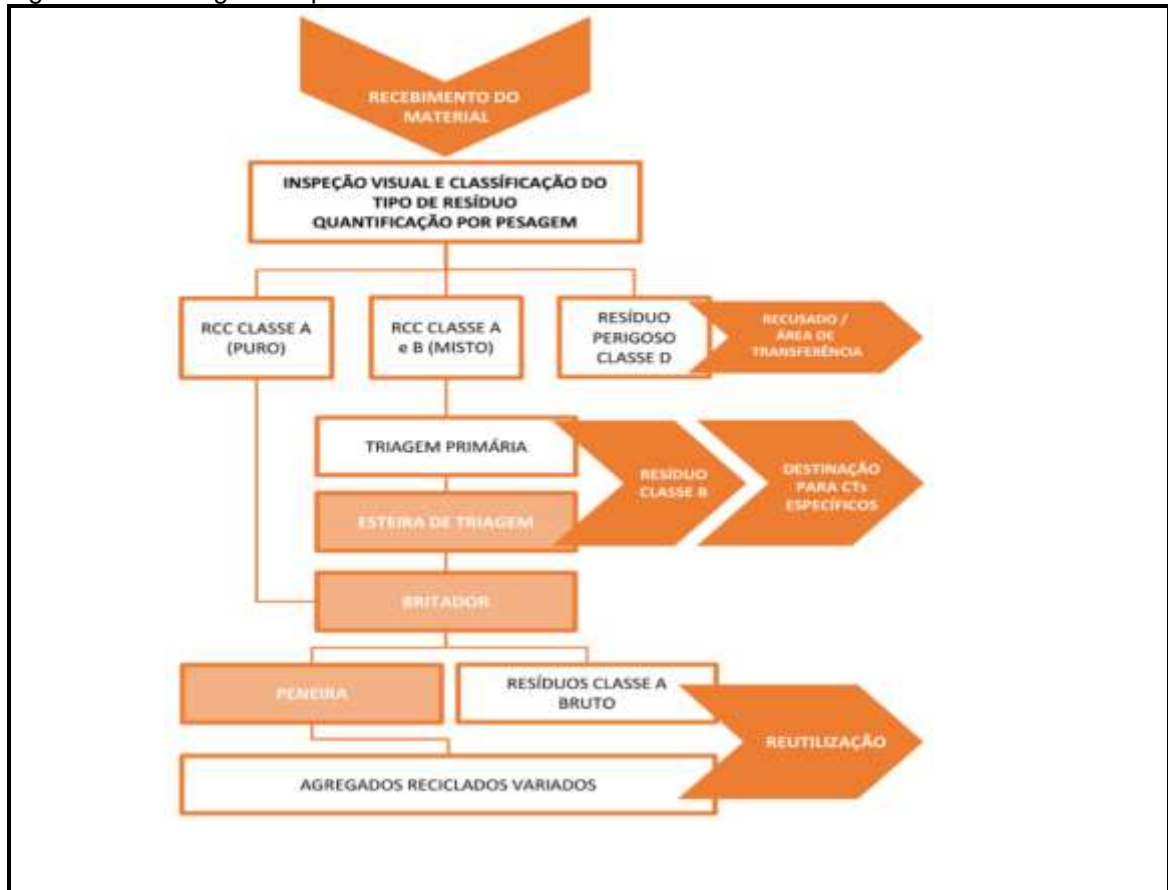 RECEBIMENTO DO
MATERIAL
INSPEÇÃO VISUAL E CLASSÍFICAÇÃO DO
TIPO DE RESÍDUO
QUANTIFICAÇÃO POR PESAGEM
RCC CLASSE A
(PURO)
RCC CLASSE A
e B (MISTO)
RESÍDUO
PERIGOSO
CLASSE D
RECUSADO /
ÁREA DE
TRANSFERÊNCIA
TRIAGEM PRIMÁRIA
RESÍDUO
CLASSE B
DESTINAÇÃO
PARA CTs
ESPECÍFICOS
ESTEIRA DE TRIAGEM
BRITADOR
PENEIRA
RESÍDUOS CLASSE A
BRUTO
REUTILIZAÇÃO
AGREGADOS RECICLADOS VARIADOS